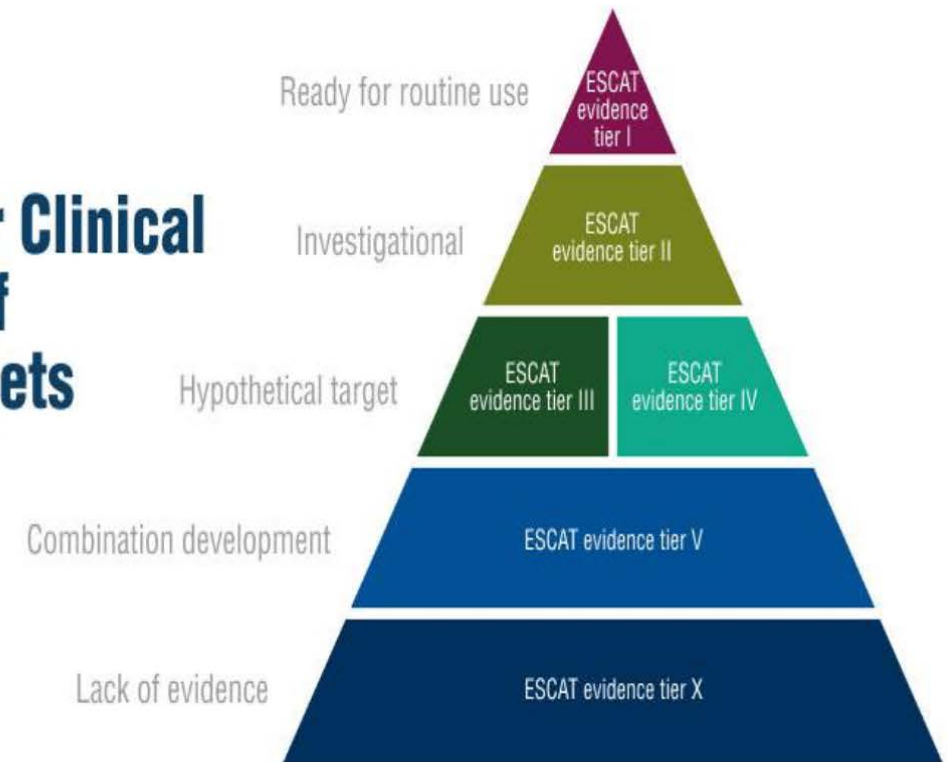 Ready for routine use
ESCAT
evidence
tier I
Clinical
Investigational
ESCAT
evidence tier II
Hypothetical target
ESCAT
evidence tier III
ESCAT
evidence tier IV
Combination development
ESCAT evidence tier V
Lack of evidence
ESCAT evidence tier X